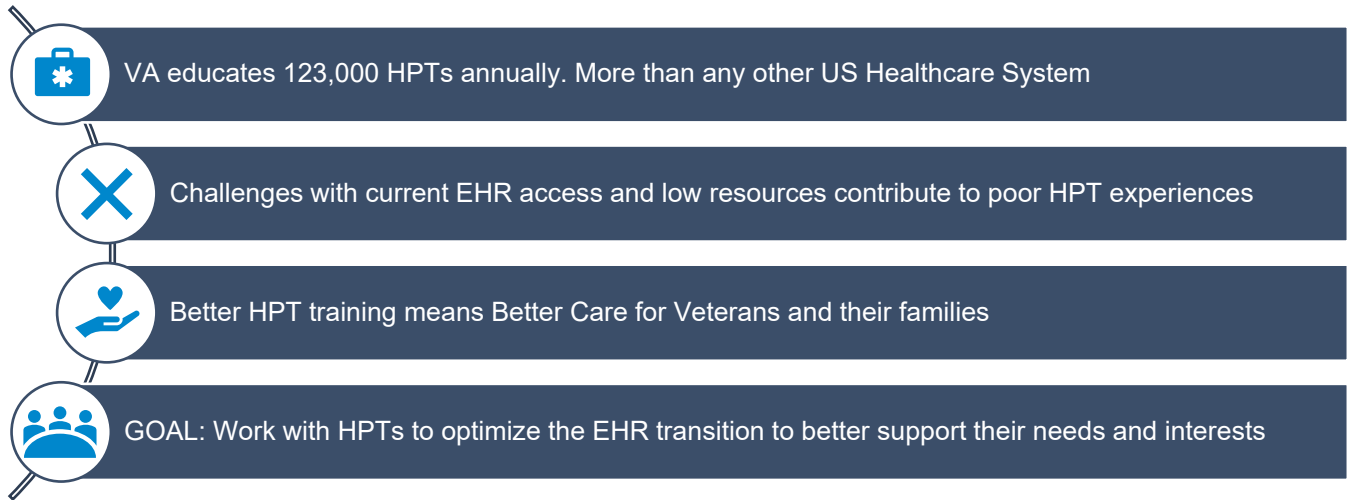 VA educates 123,000 HPTs annually. More than any other US Healthcare System
Challenges with current EHR access and low resources contribute to poor HPT experiences
Better HPT training means Better Care for Veterans and their families
GOAL: Work with HPTs to optimize the EHR transition to better support their needs and interests